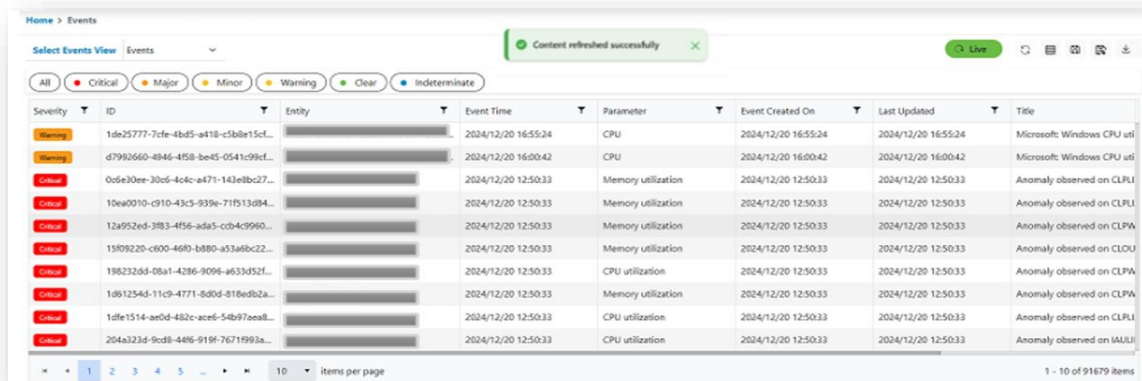 Home > Events
Select Events View Events
Content refreshed successfully
Live
All Critical Major Minor Warning Clear Indeterminate
Severity ID Entity Event Time Parameter Event Created On Last Updated Title
Warning 1de25777-7cfe-4bd5-a418-c5b8e15cf... 2024/12/20 16:55:24 CPU 2024/12/20 16:55:24 2024/12/20 16:55:24 Microsoft: Windows CPU uti
Warning d7992660-4946-4f58-be45-0541c99cf... 2024/12/20 16:00:42 CPU 2024/12/20 16:00:42 2024/12/20 16:00:42 Microsoft: Windows CPU uti
Critical 0c6e30ee-30c6-4c4c-a471-143e8bc27... 2024/12/20 12:50:33 Memory utilization 2024/12/20 12:50:33 2024/12/20 12:50:33 Anomaly observed on CLPLI
Critical 10ea0010-c910-43c5-939e-71f513d84... 2024/12/20 12:50:33 Memory utilization 2024/12/20 12:50:33 2024/12/20 12:50:33 Anomaly observed on CLPLI
Critical 12a952ed-3f83-4f56-ada5-ccb4c9960... 2024/12/20 12:50:33 Memory utilization 2024/12/20 12:50:33 2024/12/20 12:50:33 Anomaly observed on CLPW
Critical 15f09220-c600-46f0-b880-a53a6bc22... 2024/12/20 12:50:33 Memory utilization 2024/12/20 12:50:33 2024/12/20 12:50:33 Anomaly observed on CLOU
Critical 198232dd-08a1-4286-9096-a633d52f... 2024/12/20 12:50:33 CPU utilization 2024/12/20 12:50:33 2024/12/20 12:50:33 Anomaly observed on CLPW
Critical 1d61254d-11c9-4771-8d0d-818edb2a... 2024/12/20 12:50:33 Memory utilization 2024/12/20 12:50:33 2024/12/20 12:50:33 Anomaly observed on CLPW
Critical 1dfe1514-ae0d-482c-ace6-54b97aea8... 2024/12/20 12:50:33 CPU utilization 2024/12/20 12:50:33 2024/12/20 12:50:33 Anomaly observed on CLPLI
Critical 204a323d-9cd8-44f6-919f-7671f993a... 2024/12/20 12:50:33 CPU utilization 2024/12/20 12:50:33 2024/12/20 12:50:33 Anomaly observed on IAULI
1 2 3 4 5 ... 10 items per page 1 - 10 of 91679 items